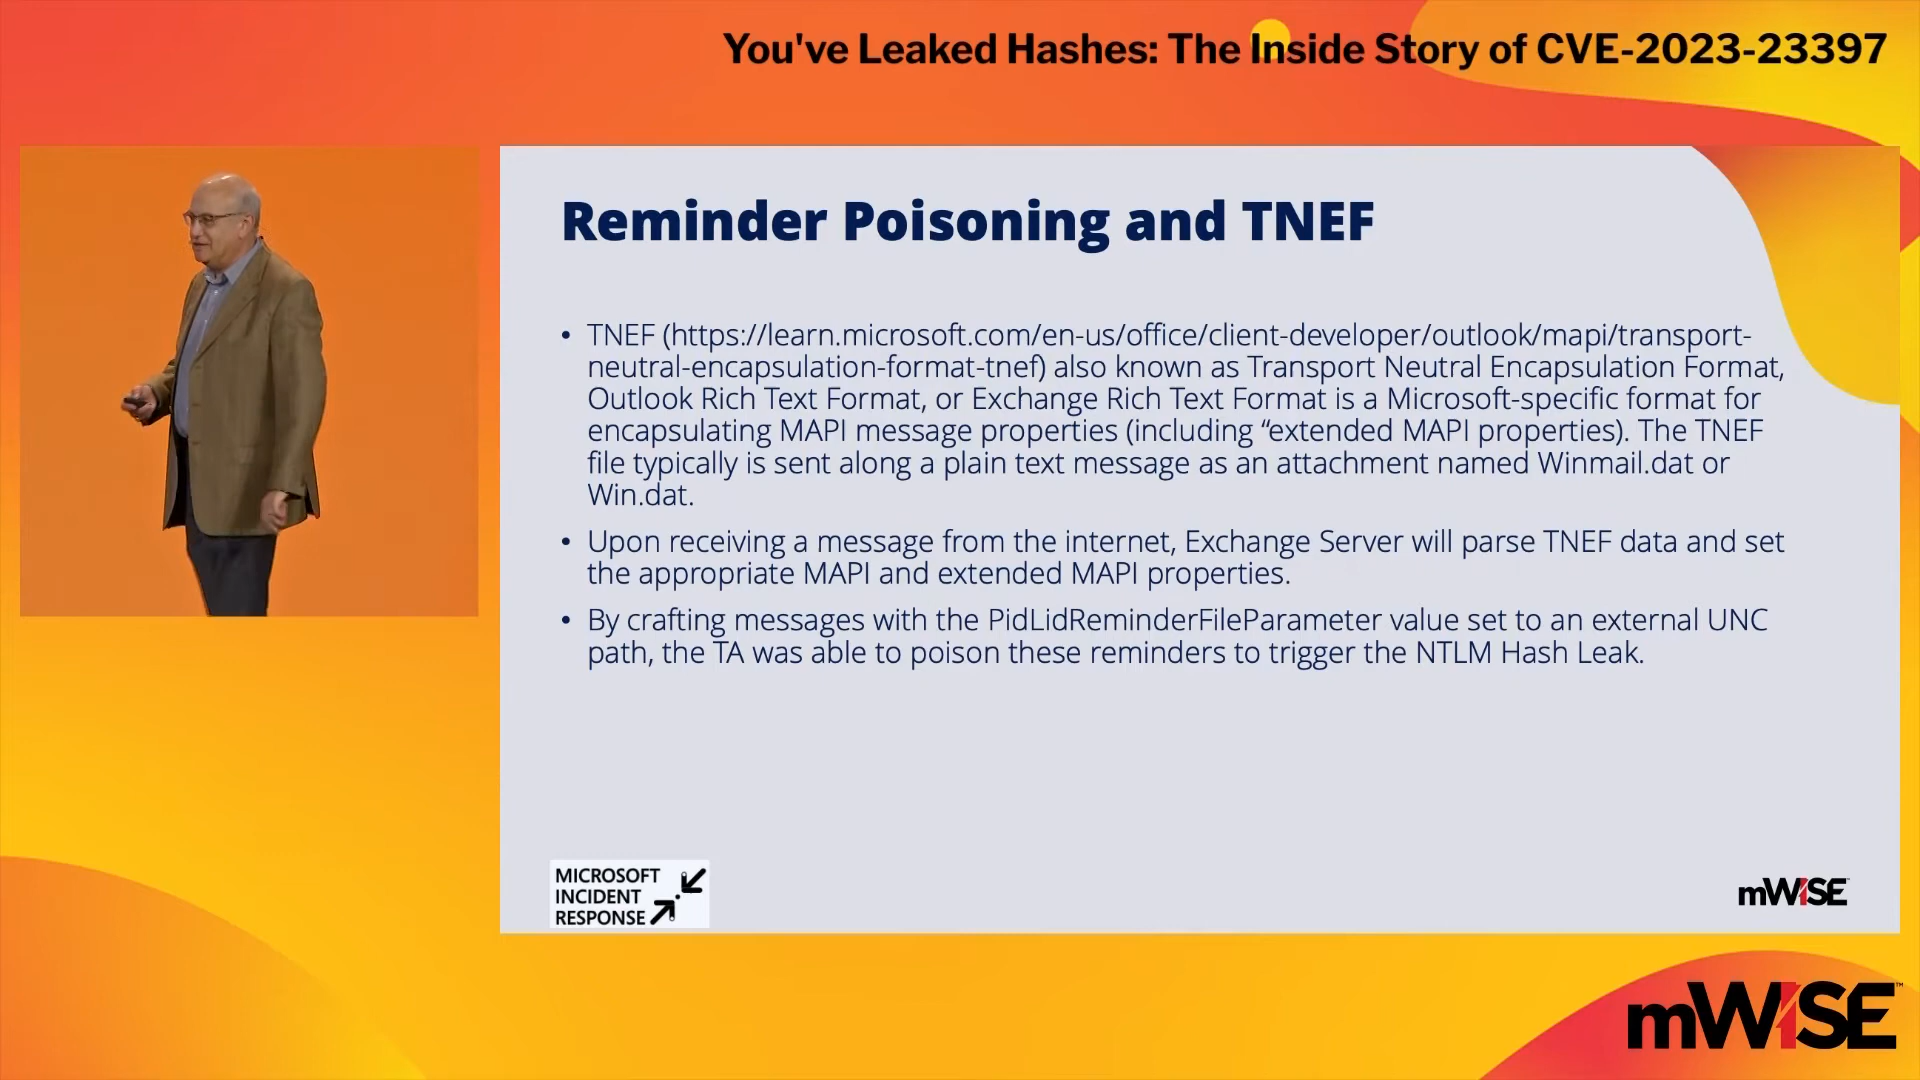 You've Leaked Hashes: The Inside Story of CVE-2023-23397
Reminder Poisoning and TNEF
• TNEF (https://learn.microsoft.com/en-us/office/client-developer/outlook/mapi/transport-
neutral-encapsulation-format-tnef) also known as Transport Neutral Encapsulation Format,
Outlook Rich Text Format, or Exchange Rich Text Format is a Microsoft-specific format for
encapsulating MAPI message properties (including “extended MAPI properties). The TNEF
file typically is sent along a plain text message as an attachment named Winmail.dat or
Win.dat.
• Upon receiving a message from the internet, Exchange Server will parse TNEF data and set
the appropriate MAPI and extended MAPI properties.
• By crafting messages with the PidLidReminderFileParameter value set to an external UNC
path, the TA was able to poison these reminders to trigger the NTLM Hash Leak.
MICROSOFT
INCIDENT
RESPONSE
mWISE
mWISE™